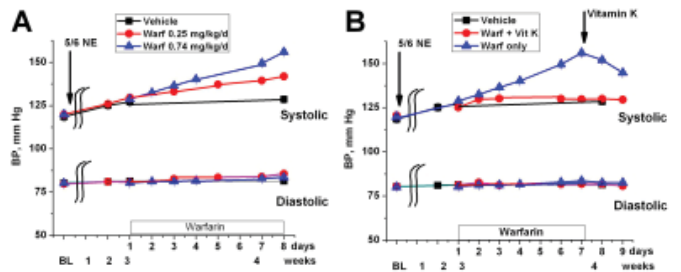 A
Vehicle
Warf 0.25 mg/kg/d
Warf 0.74 mg/kg/d
5/6 NE
BP, mm Hg
150
125
100
75
50
Systolic
Diastolic
Warfarin
1 2 3 4 5 6 7 8 days
BL 1 2 3 4 weeks
B
Vehicle
Warf + Vit K
Warf only
Vitamin K
5/6 NE
BP, mm Hg
150
125
100
75
50
Systolic
Diastolic
Warfarin
1 2 3 4 5 6 7 8 9 days
BL 1 2 3 4 weeks